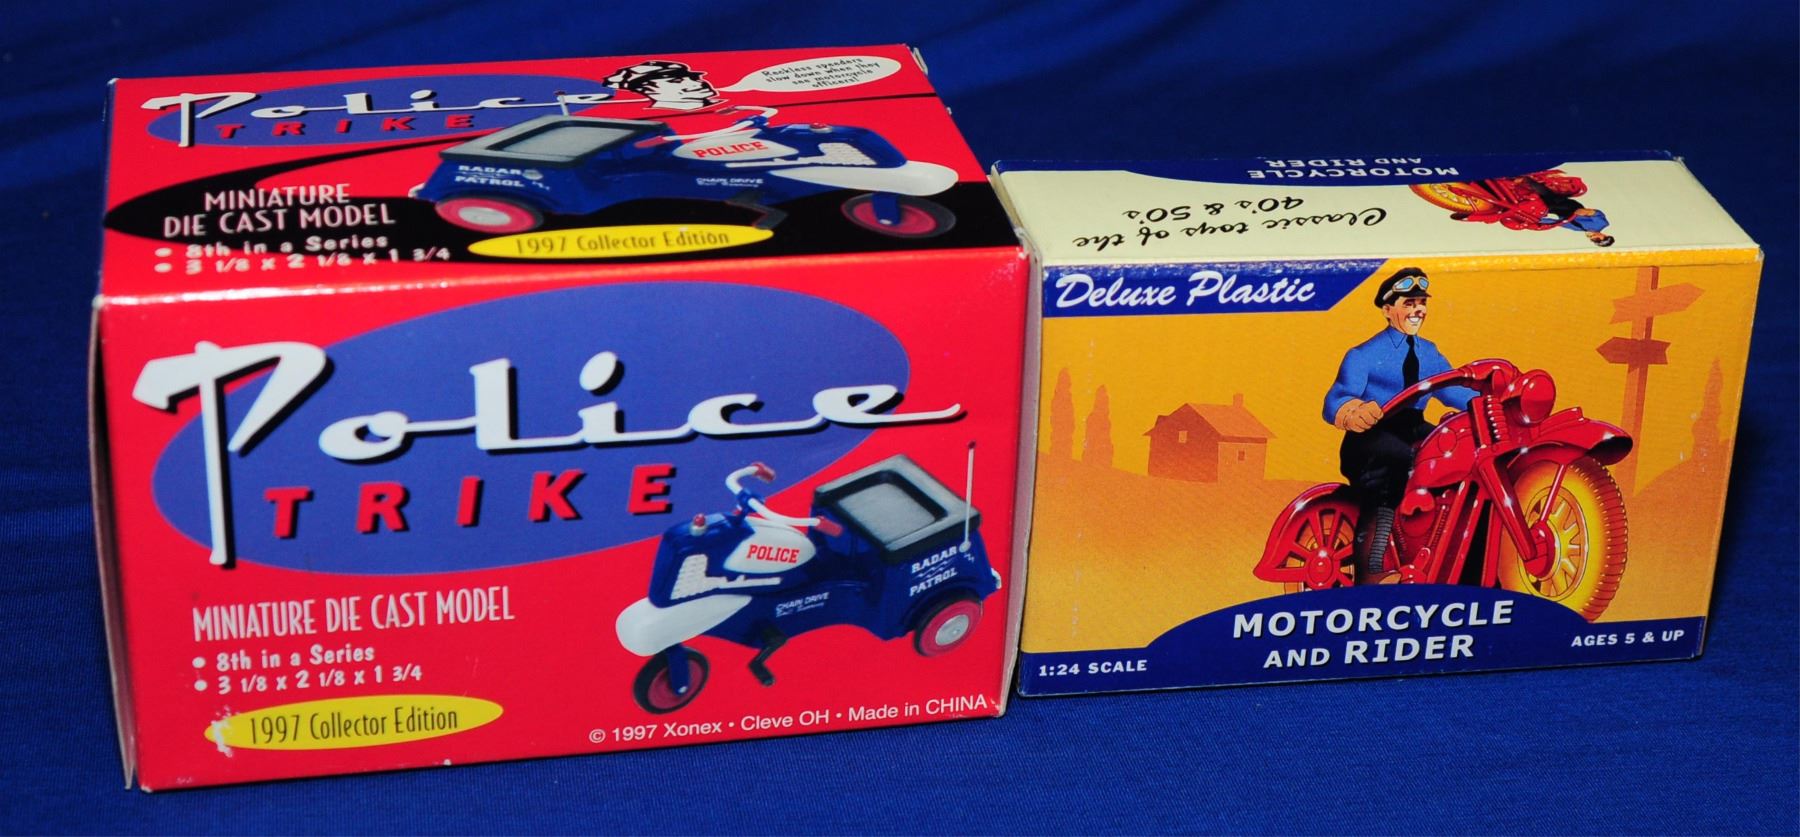 Police
TRIKE
Reckless speeders
slow down when they
see motorcycle
officers!
POLICE
RADAR
PATROL
CHAIN DRIVE
Ball Bearing
MINIATURE
DIE CAST MODEL
• 8th in a Series
• 3 1/8 x 2 1/8 x 1 3/4
1997 Collector Edition
Police
TRIKE
POLICE
RADAR
PATROL
CHAIN DRIVE
Ball Bearing
MINIATURE DIE CAST MODEL
• 8th in a Series
• 3 1/8 x 2 1/8 x 1 3/4
1997 Collector Edition
© 1997 Xonex • Cleve OH • Made in CHINA
MOTORCYCLE
AND RIDER
Classic toys of the
40's & 50's
Deluxe Plastic
MOTORCYCLE
AND RIDER
1:24 SCALE
AGES 5 & UP